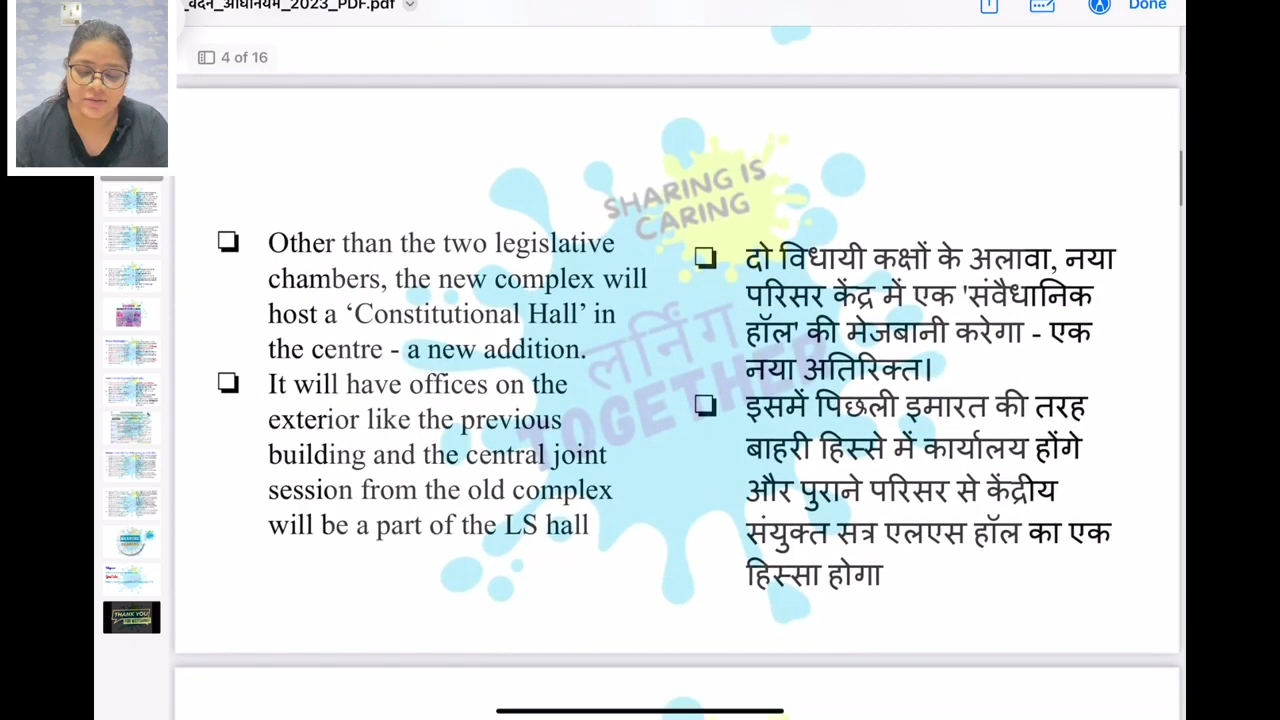 _वंदन_अधिनियम_2023_PDF.pdf
Done
4 of 16
SHARING IS
CARING
❑ Other than the two legislative
chambers, the new complex will
host a ‘Constitutional Hall’ in
the centre - a new addition.
❑ It will have offices on the
exterior like the previous
building and the central joint
session from the old complex
will be a part of the LS hall
❑ दो विधायी कक्षों के अलावा, नया
परिसर केंद्र में एक 'संवैधानिक
हॉल' की मेजबानी करेगा - एक
नया अतिरिक्त।
❑ इसमें पिछली इमारत की तरह
बाहरी हिस्से में कार्यालय होंगे
और पुराने परिसर से केंद्रीय
संयुक्त सत्र एलएस हॉल का एक
हिस्सा होगा
लर्निंग
TOGETHER
THANK YOU